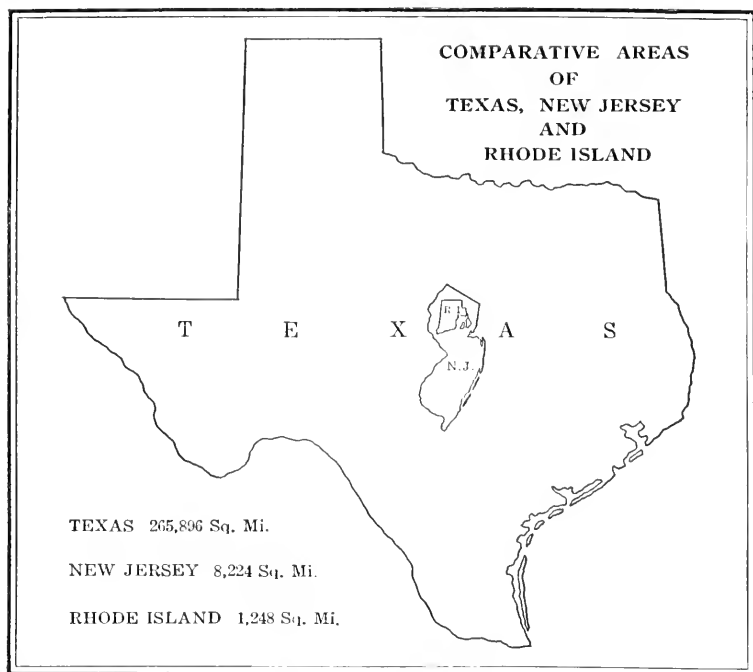 COMPARATIVE AREAS
OF
TEXAS, NEW JERSEY
AND
RHODE ISLAND
R.I.
T E X A S
N.J.
TEXAS 265,896 Sq. Mi.
NEW JERSEY 8,224 Sq. Mi.
RHODE ISLAND 1,248 Sq. Mi.